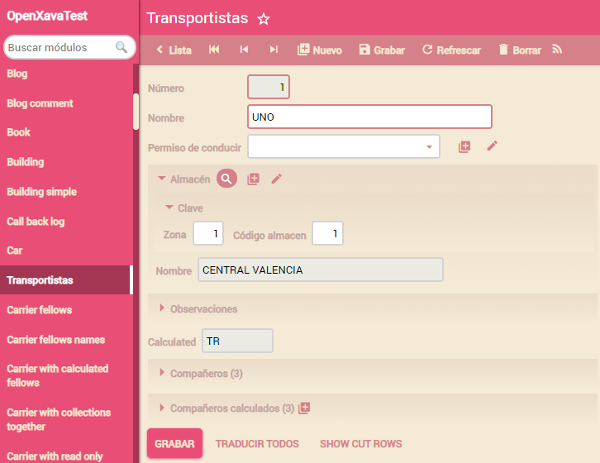 OpenXavaTest
Buscar módulos
Blog
Blog comment
Book
Building
Building simple
Call back log
Car
Transportistas
Carrier fellows
Carrier fellows names
Carrier with calculated
fellows
Carrier with collections
together
Carrier with read only
Transportistas
Lista
Nuevo
Grabar
Refrescar
Borrar
Número 1
Nombre UNO
Permiso de conducir
Almacén
Clave
Zona 1 Código almacen 1
Nombre CENTRAL VALENCIA
Observaciones
Calculated TR
Compañeros (3)
Compañeros calculados (3)
GRABAR TRADUCIR TODOS SHOW CUT ROWS